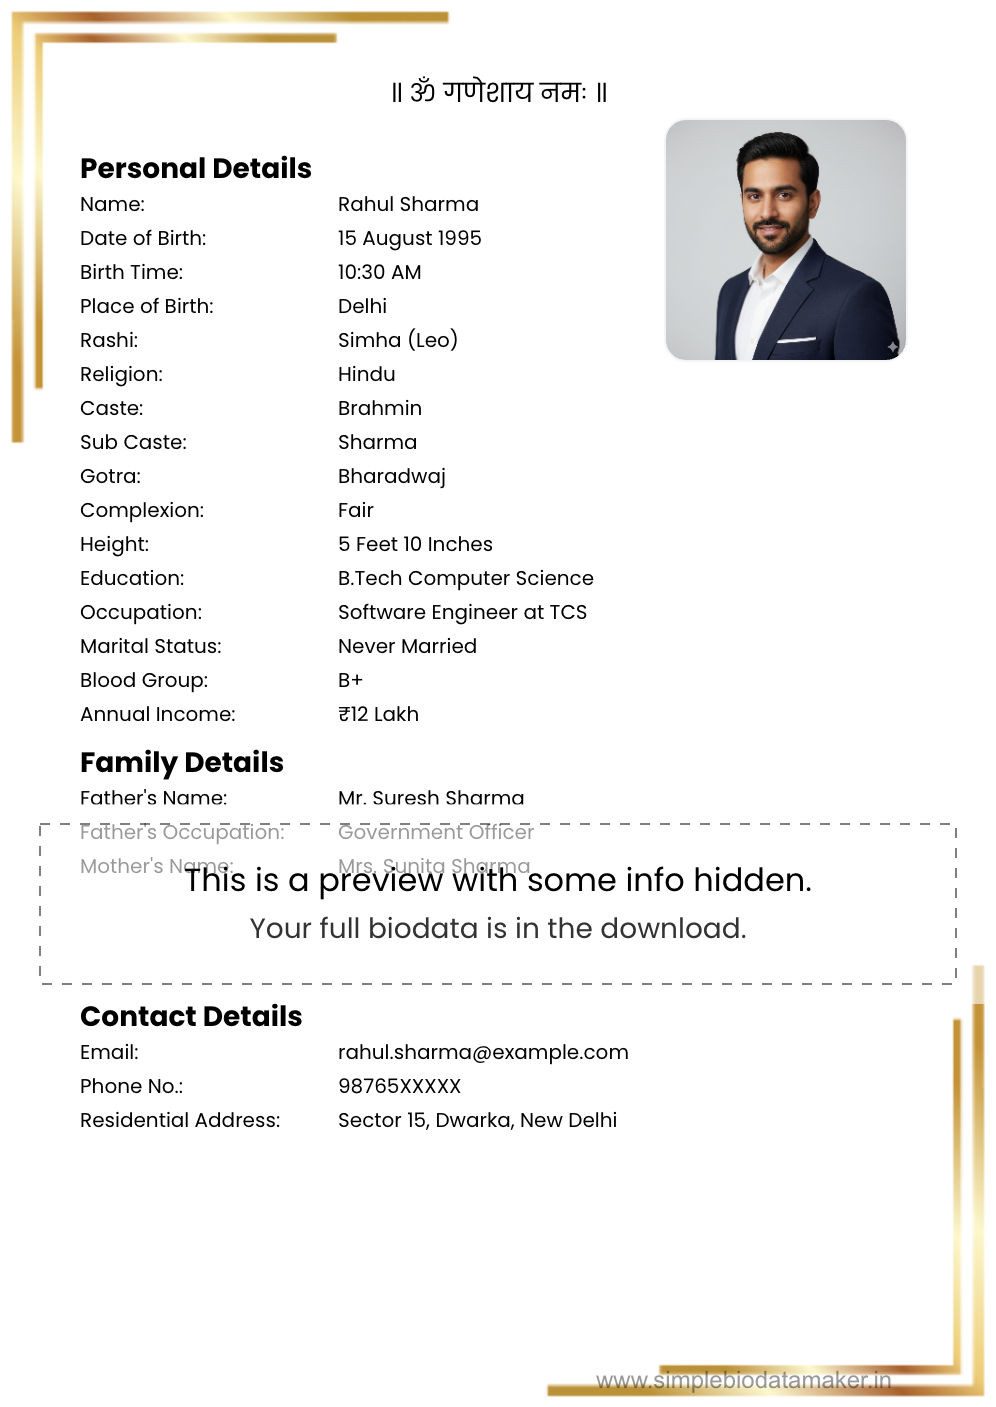 ॥ ॐ गणेशाय नमः ॥
Personal Details
Name: Rahul Sharma
Date of Birth: 15 August 1995
Birth Time: 10:30 AM
Place of Birth: Delhi
Rashi: Simha (Leo)
Religion: Hindu
Caste: Brahmin
Sub Caste: Sharma
Gotra: Bharadwaj
Complexion: Fair
Height: 5 Feet 10 Inches
Education: B.Tech Computer Science
Occupation: Software Engineer at TCS
Marital Status: Never Married
Blood Group: B+
Annual Income: ₹12 Lakh
Family Details
Father's Name: Mr. Suresh Sharma
Father's Occupation: Government Officer
Mother's Name: Mrs. Sunita Sharma
This is a preview with some info hidden.
Your full biodata is in the download.
Contact Details
Email: rahul.sharma@example.com
Phone No.: 98765XXXXX
Residential Address: Sector 15, Dwarka, New Delhi
www.simplebiodatamaker.in